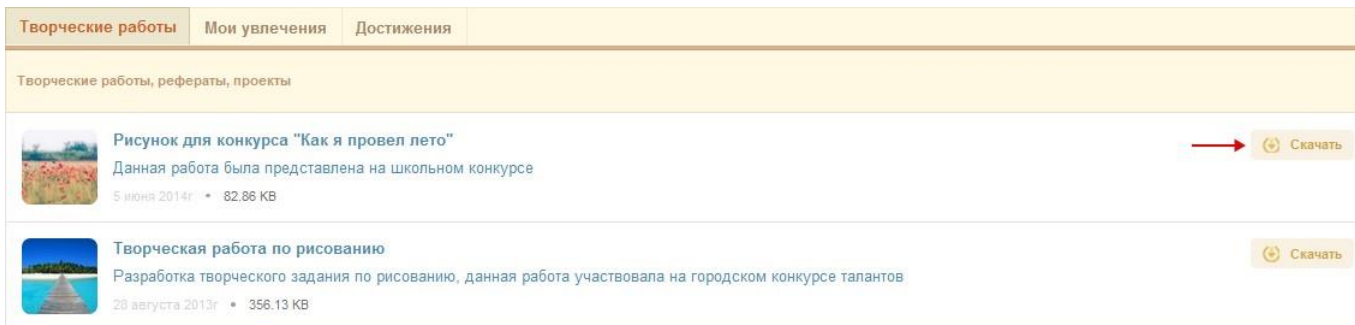 Творческие работы Мои увлечения Достижения
Творческие работы, рефераты, проекты
Рисунок для конкурса "Как я провел лето"
Скачать
Данная работа была представлена на школьном конкурсе
5 июня 2014г • 82.86 KB
Творческая работа по рисованию
Скачать
Разработка творческого задания по рисованию, данная работа участвовала на городском конкурсе талантов
28 августа 2013г • 356.13 KB